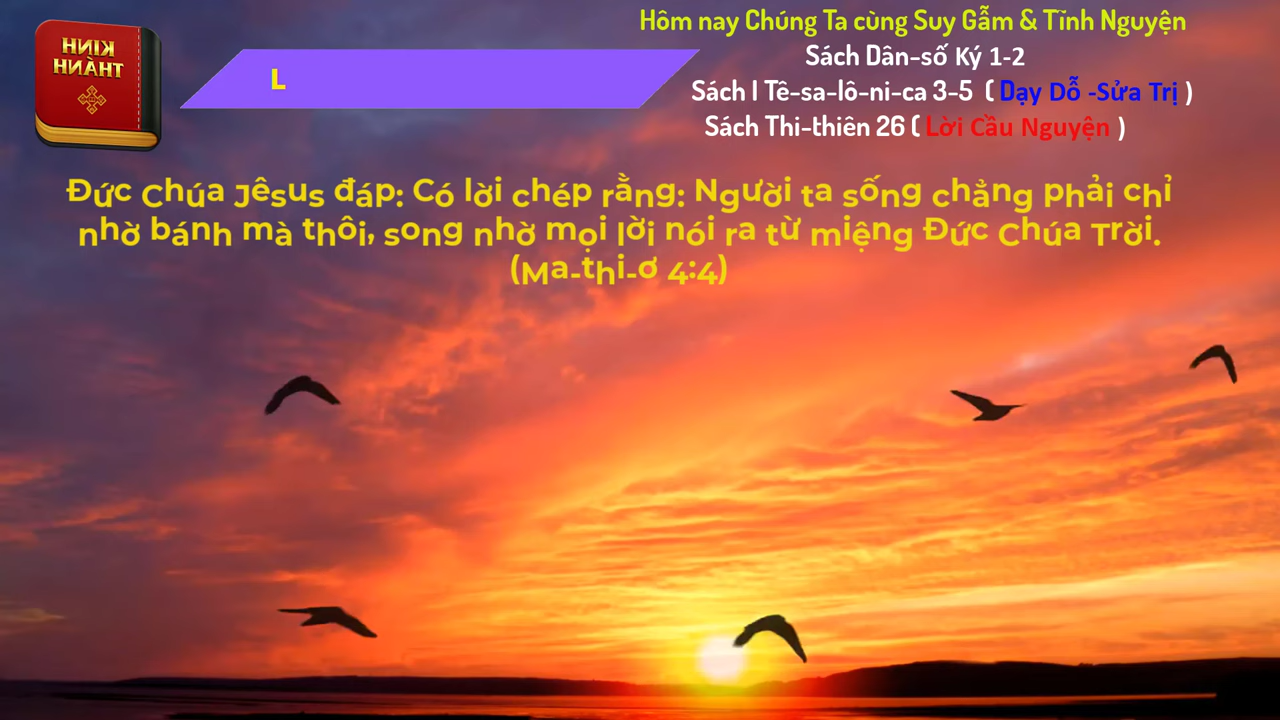 KINH
THÀNH
L
Hôm nay Chúng Ta cùng Suy Gẫm & Tĩnh Nguyện
Sách Dân-số Ký 1-2
Sách I Tê-sa-lô-ni-ca 3-5 ( Dạy Dỗ -Sửa Trị )
Sách Thi-thiên 26 ( Lời Cầu Nguyện )
Đức Chúa Jêsus đáp: Có lời chép rằng: Người ta sống chẳng phải chỉ
nhờ bánh mà thôi, song nhờ mọi lời nói ra từ miệng Đức Chúa Trời.
(Ma-thi-ơ 4:4)